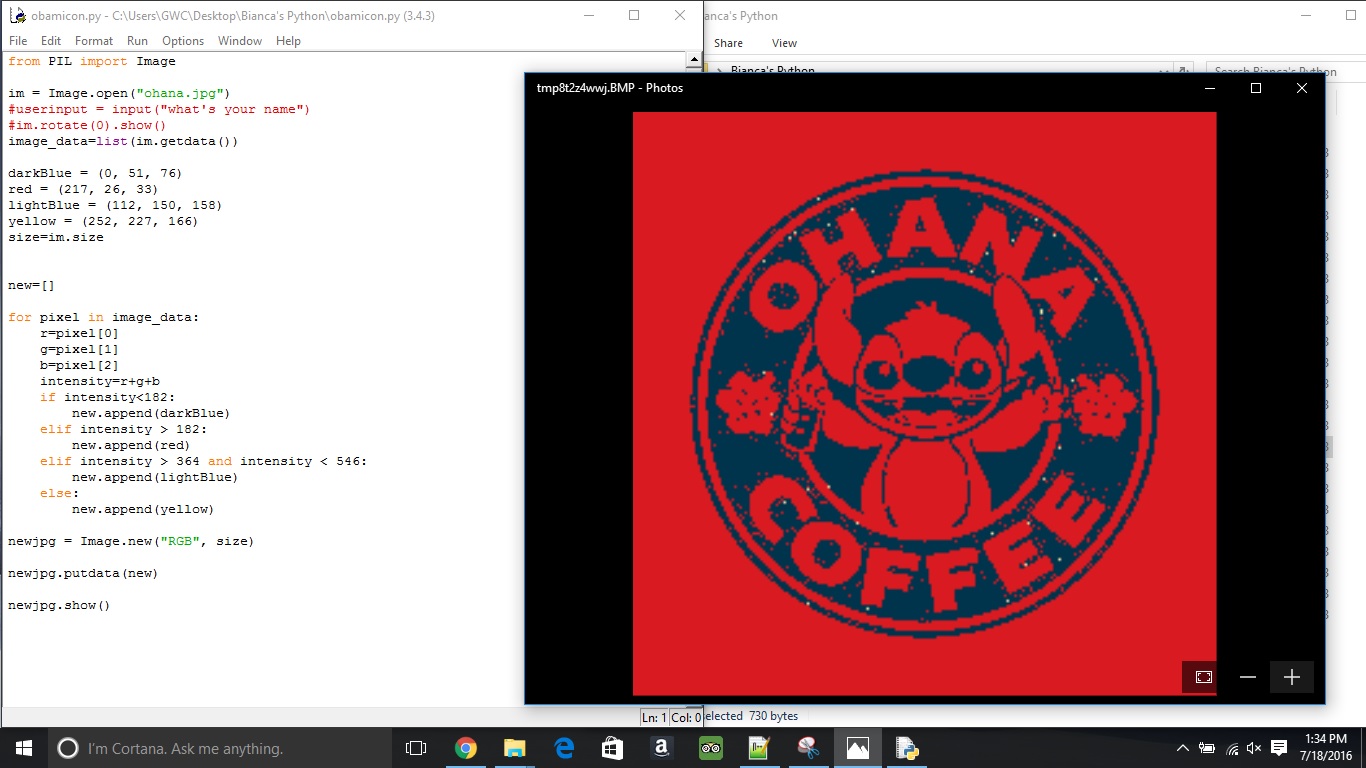 obamicon.py - C:\Users\GWC\Desktop\Bianca's Python\obamicon.py (3.4.3)
File Edit Format Run Options Window Help
from PIL import Image
im = Image.open("ohana.jpg")
#userinput = input("what's your name")
#im.rotate(0).show()
image_data=list(im.getdata())
darkBlue = (0, 51, 76)
red = (217, 26, 33)
lightBlue = (112, 150, 158)
yellow = (252, 227, 166)
size=im.size
new=[]
for pixel in image_data:
    r=pixel[0]
    g=pixel[1]
    b=pixel[2]
    intensity=r+g+b
    if intensity<182:
        new.append(darkBlue)
    elif intensity > 182:
        new.append(red)
    elif intensity > 364 and intensity < 546:
        new.append(lightBlue)
    else:
        new.append(yellow)
newjpg = Image.new("RGB", size)
newjpg.putdata(new)
newjpg.show()
Ln: 1 Col: 0
anca's Python
Share View
Bianca's Python
Search Bianca's Python
tmp8t2z4wwj.BMP - Photos
OHANA
COFFEE
selected 730 bytes
I'm Cortana. Ask me anything.
1:34 PM
7/18/2016